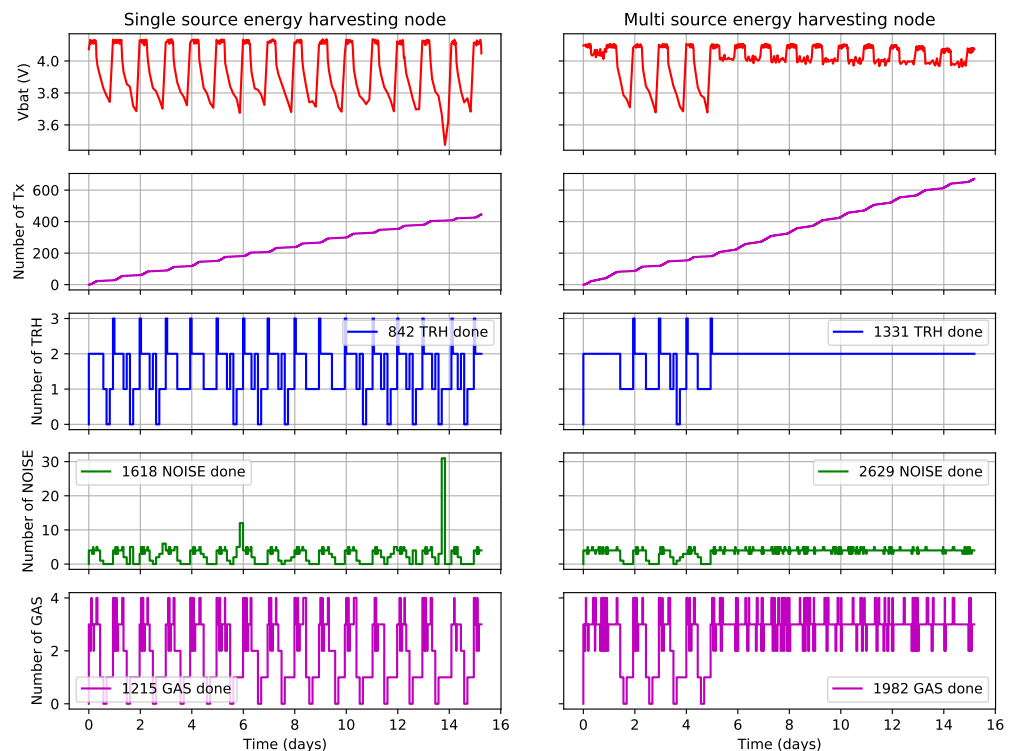 Single source energy harvesting node
Multi source energy harvesting node
Vbat (V)
4.0
3.8
3.6
Number of Tx
600
400
200
0
Number of TRH
3
2
1
0
842 TRH done
1331 TRH done
Number of NOISE
30
20
10
0
1618 NOISE done
2629 NOISE done
Number of GAS
4
2
0
1215 GAS done
1982 GAS done
0 2 4 6 8 10 12 14 16
0 2 4 6 8 10 12 14 16
Time (days)
Time (days)